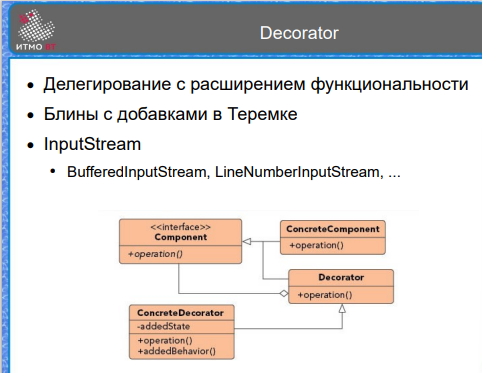 ИТМО ВТ
Decorator
Делегирование с расширением функциональности
Блины с добавками в Теремке
InputStream
BufferedInputStream, LineNumberInputStream, ...
<<interface>>
Component
+operation()
ConcreteComponent
+operation()
Decorator
+operation()
ConcreteDecorator
-addedState
+operation()
+addedBehavior()